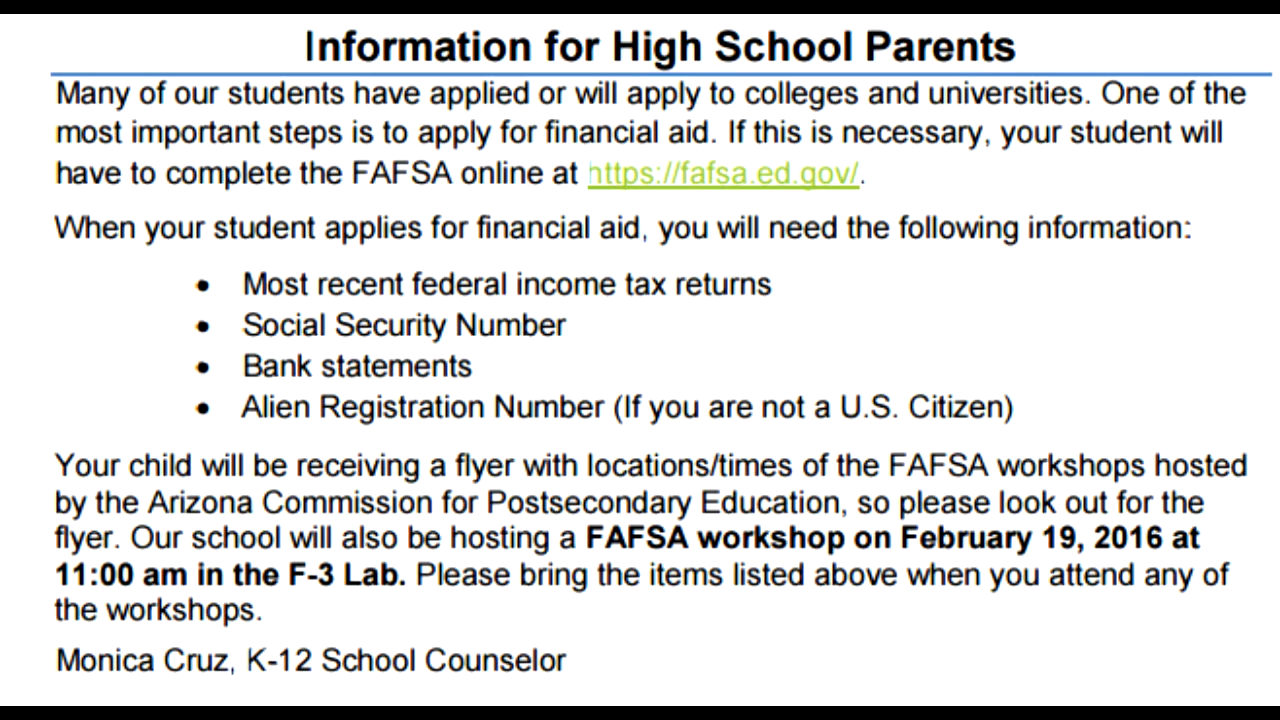 Information for High School Parents
Many of our students have applied or will apply to colleges and universities. One of the
most important steps is to apply for financial aid. If this is necessary, your student will
have to complete the FAFSA online at https://fafsa.ed.gov/.
When your student applies for financial aid, you will need the following information:
• Most recent federal income tax returns
• Social Security Number
• Bank statements
• Alien Registration Number (If you are not a U.S. Citizen)
Your child will be receiving a flyer with locations/times of the FAFSA workshops hosted
by the Arizona Commission for Postsecondary Education, so please look out for the
flyer. Our school will also be hosting a FAFSA workshop on February 19, 2016 at
11:00 am in the F-3 Lab. Please bring the items listed above when you attend any of
the workshops.
Monica Cruz, K-12 School Counselor